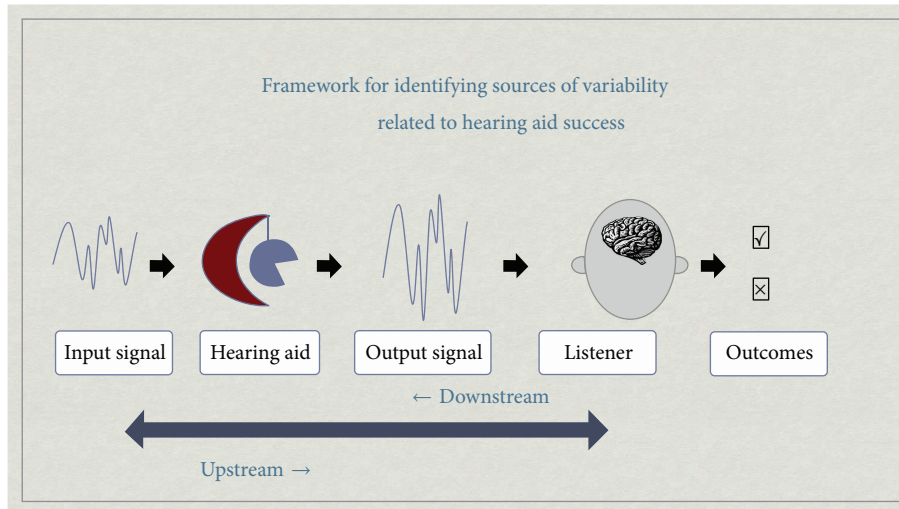 Framework for identifying sources of variability
related to hearing aid success
Input signal
Hearing aid
Output signal
Listener
Outcomes
← Downstream
Upstream →